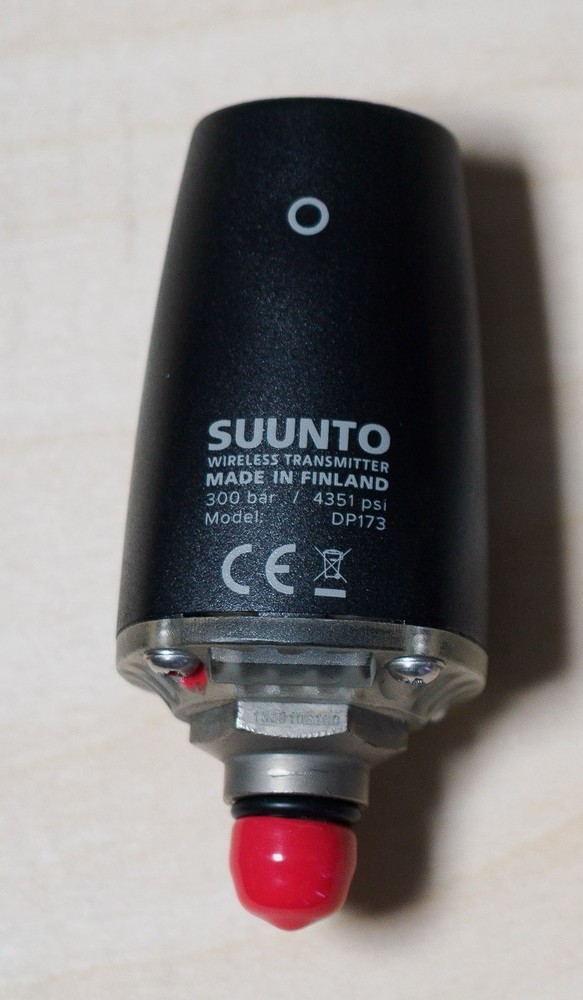 SUUNTO
WIRELESS TRANSMITTER
MADE IN FINLAND
300 bar / 4351 psi
Model: DP173
CE